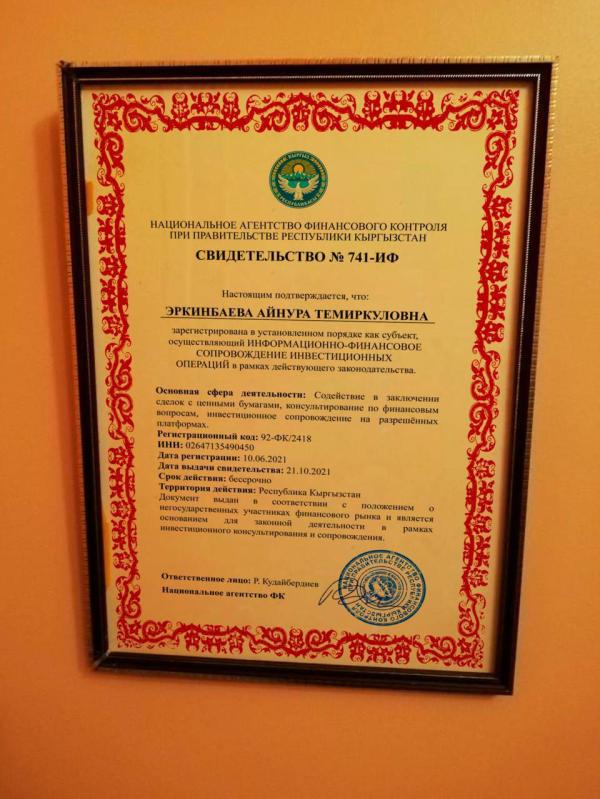 НАЦИОНАЛЬНОЕ АГЕНТСТВО ФИНАНСОВОГО КОНТРОЛЯ
ПРИ ПРАВИТЕЛЬСТВЕ РЕСПУБЛИКИ КЫРГЫЗСТАН
СВИДЕТЕЛЬСТВО № 741-ИФ
Настоящим подтверждается, что:
ЭРКИНБАЕВА АЙНУРА ТЕМИРКУЛОВНА
зарегистрирована в установленном порядке как субъект,
осуществляющий ИНФОРМАЦИОННО-ФИНАНСОВОЕ
СОПРОВОЖДЕНИЕ ИНВЕСТИЦИОННЫХ
ОПЕРАЦИЙ в рамках действующего законодательства.
Основная сфера деятельности: Содействие в заключении
сделок с ценными бумагами, консультирование по финансовым
вопросам, инвестиционное сопровождение на разрешённых
платформах.
Регистрационный код: 92-ФК/2418
ИНН: 02647135490450
Дата регистрации: 10.06.2021
Дата выдачи свидетельства: 21.10.2021
Срок действия: бессрочно
Территория действия: Республика Кыргызстан
Документ выдан в соответствии с положением о
негосударственных участниках финансового рынка и является
основанием для законной деятельности в рамках
инвестиционного консультирования и сопровождения.
Ответственное лицо: Р. Кудайбердиев
Национальное агентство ФК